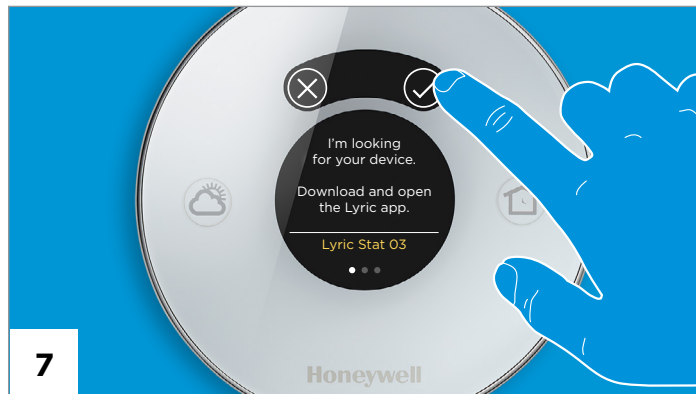 I'm looking
for your device.
Download and open
the Lyric app.
Lyric Stat 03
Honeywell
7